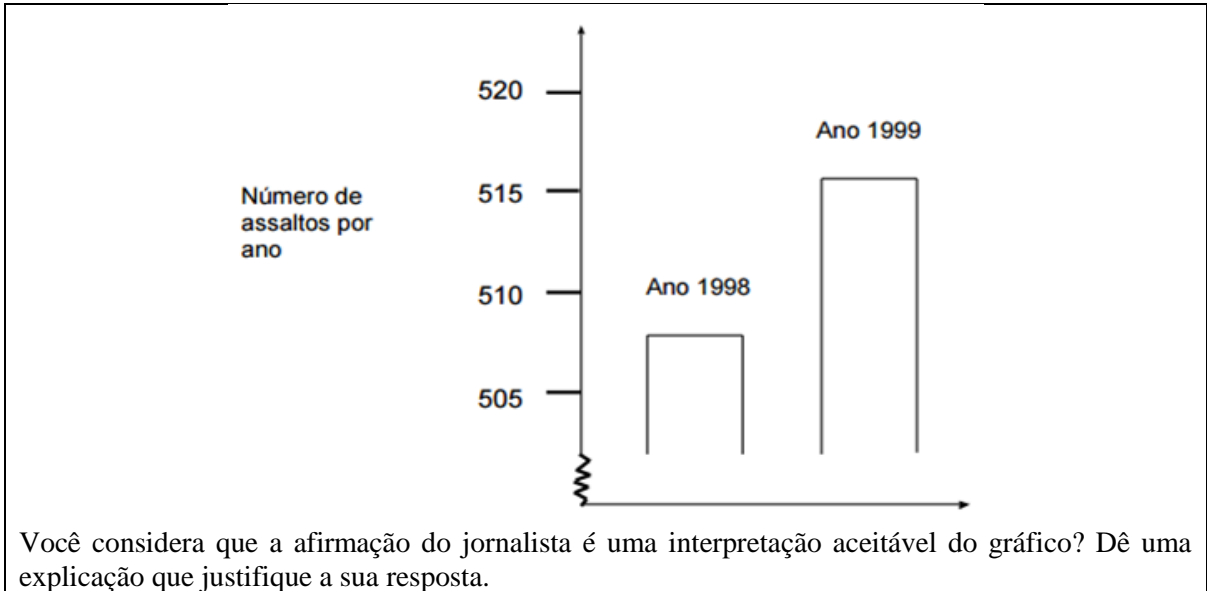 520
Ano 1999
515
Número de
assaltos por
ano
Ano 1998
510
505
Você considera que a afirmação do jornalista é uma interpretação aceitável do gráfico? Dê uma
explicação que justifique a sua resposta.